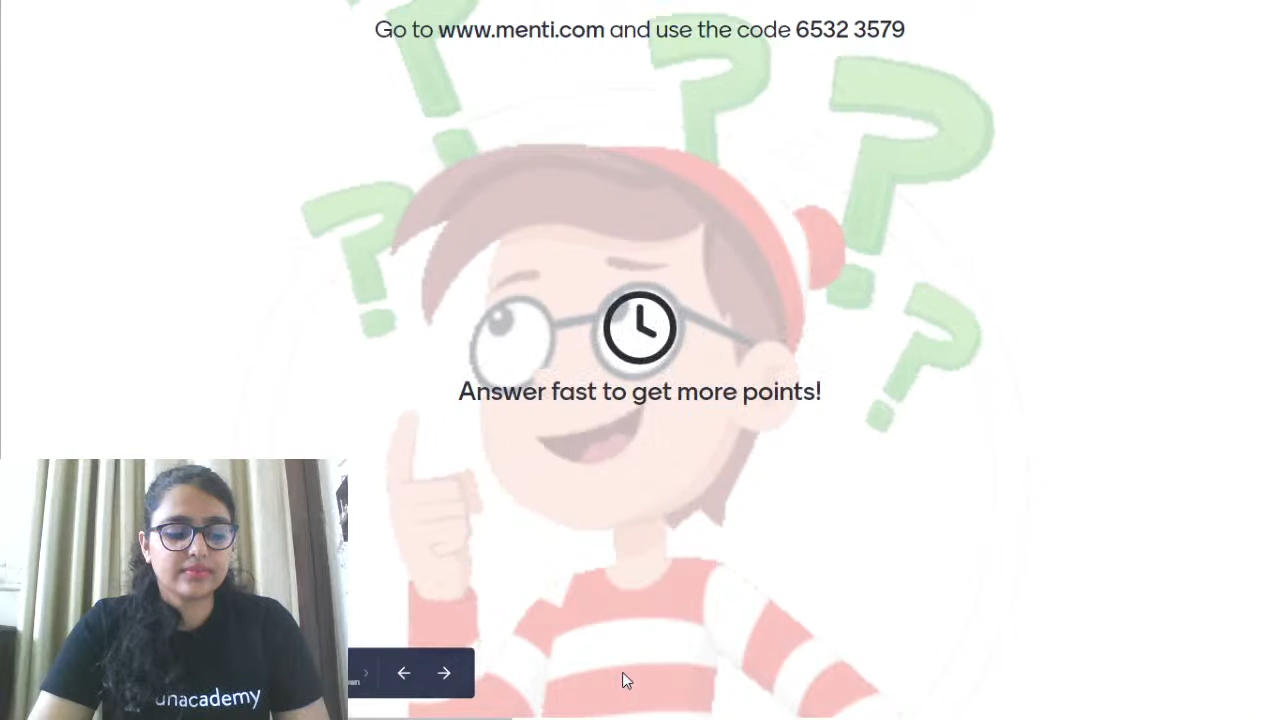 Go to www.menti.com and use the code 6532 3579
Answer fast to get more points!
unacademy